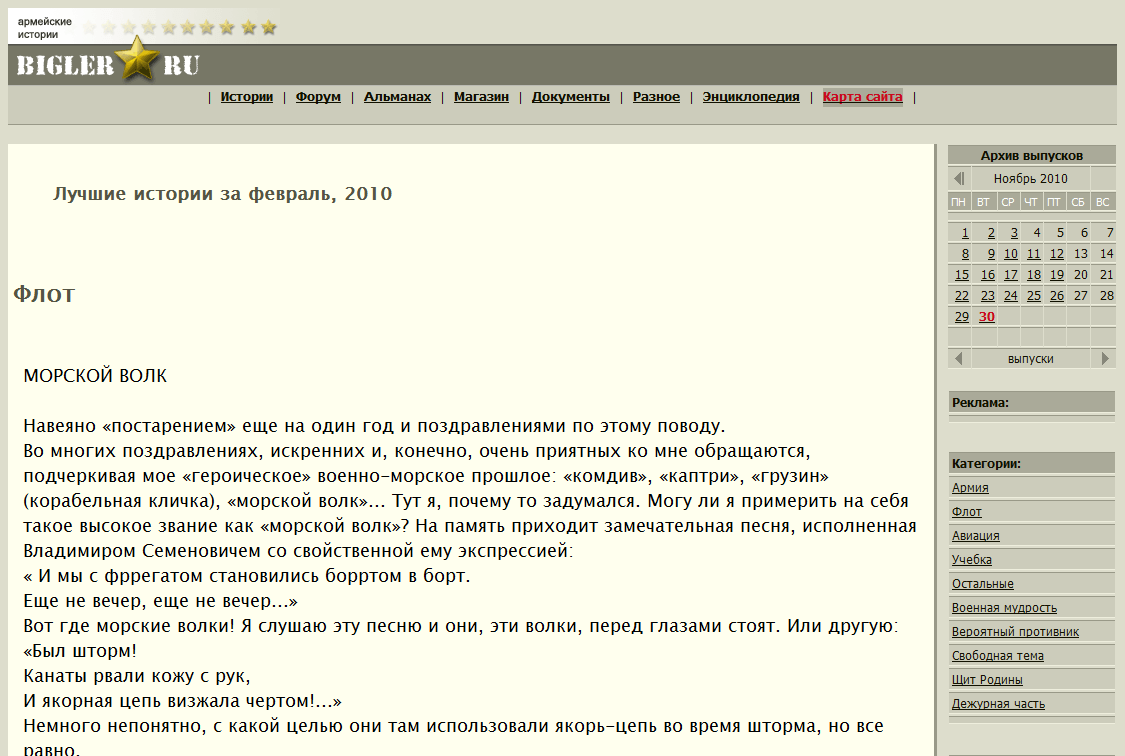 армейские
истории
BIGLER RU
| Истории | Форум | Альманах | Магазин | Документы | Разное | Энциклопедия | Карта сайта |
Лучшие истории за февраль, 2010
Флот
МОРСКОЙ ВОЛК
Навеяно «постарением» еще на один год и поздравлениями по этому поводу.
Во многих поздравлениях, искренних и, конечно, очень приятных ко мне обращаются,
подчеркивая мое «героическое» военно-морское прошлое: «комдив», «каптри», «грузин»
(корабельная кличка), «морской волк»... Тут я, почему то задумался. Могу ли я примерить на себя
такое высокое звание как «морской волк»? На память приходит замечательная песня, исполненная
Владимиром Семеновичем со свойственной ему экспрессией:
« И мы с фррегатом становились борртом в борт.
Еще не вечер, еще не вечер...»
Вот где морские волки! Я слушаю эту песню и они, эти волки, перед глазами стоят. Или другую:
«Был шторм!
Канаты рвали кожу с рук,
И якорная цепь визжала чертом!...»
Немного непонятно, с какой целью они там использовали якорь-цепь во время шторма, но все
равно.
Архив выпусков
Ноябрь 2010
ПН ВТ СР ЧТ ПТ СБ ВС
1 2 3 4 5 6 7
8 9 10 11 12 13 14
15 16 17 18 19 20 21
22 23 24 25 26 27 28
29 30
выпуски
Реклама:
Категории:
Армия
Флот
Авиация
Учебка
Остальные
Военная мудрость
Вероятный противник
Свободная тема
Щит Родины
Дежурная часть